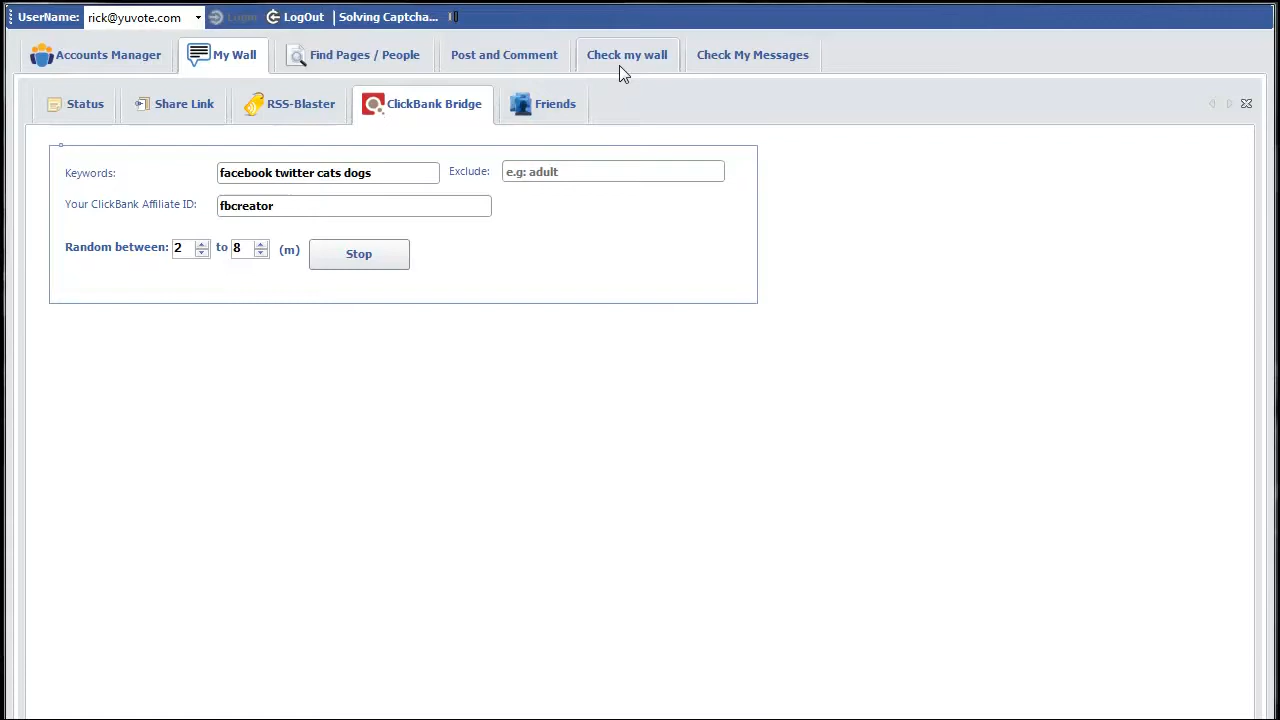 UserName: rick@yuvote.com Login LogOut Solving Captcha...
Accounts Manager My Wall Find Pages / People Post and Comment Check my wall Check My Messages
Status Share Link RSS-Blaster ClickBank Bridge Friends
Keywords: facebook twitter cats dogs Exclude: e.g: adult
Your ClickBank Affiliate ID: fbcreator
Random between: 2 to 8 (m) Stop